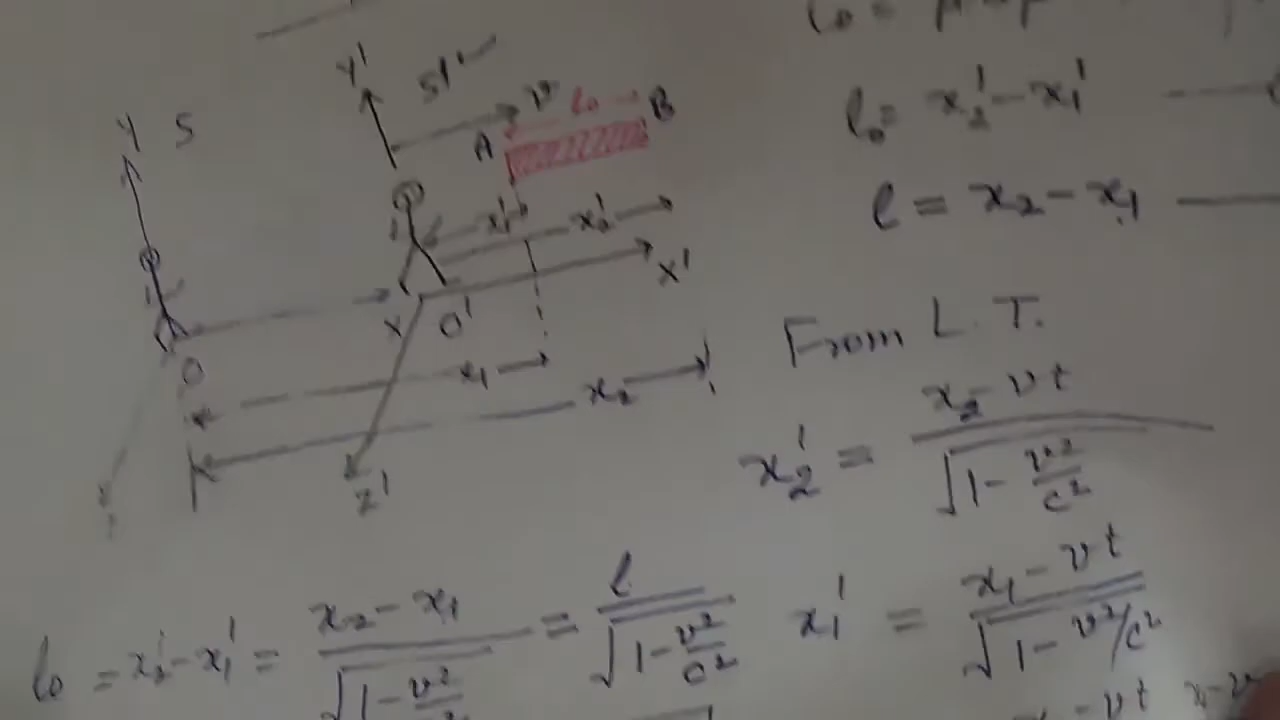 l₀ =
Y'
S'
v
l₀
B
A
Y S
x₁'
x₂'
X'
X O'
O
x₁
x₂
Z'
l₀ = x₂' - x₁'
l = x₂ - x₁
From L.T.
x₂' = (x₂ - vt) / √(1 - v²/c²)
x₁' = (x₁ - vt) / √(1 - v²/c²)
l₀ = x₂' - x₁' = (x₂ - x₁) / √(1 - v²/c²) = l / √(1 - v²/c²)